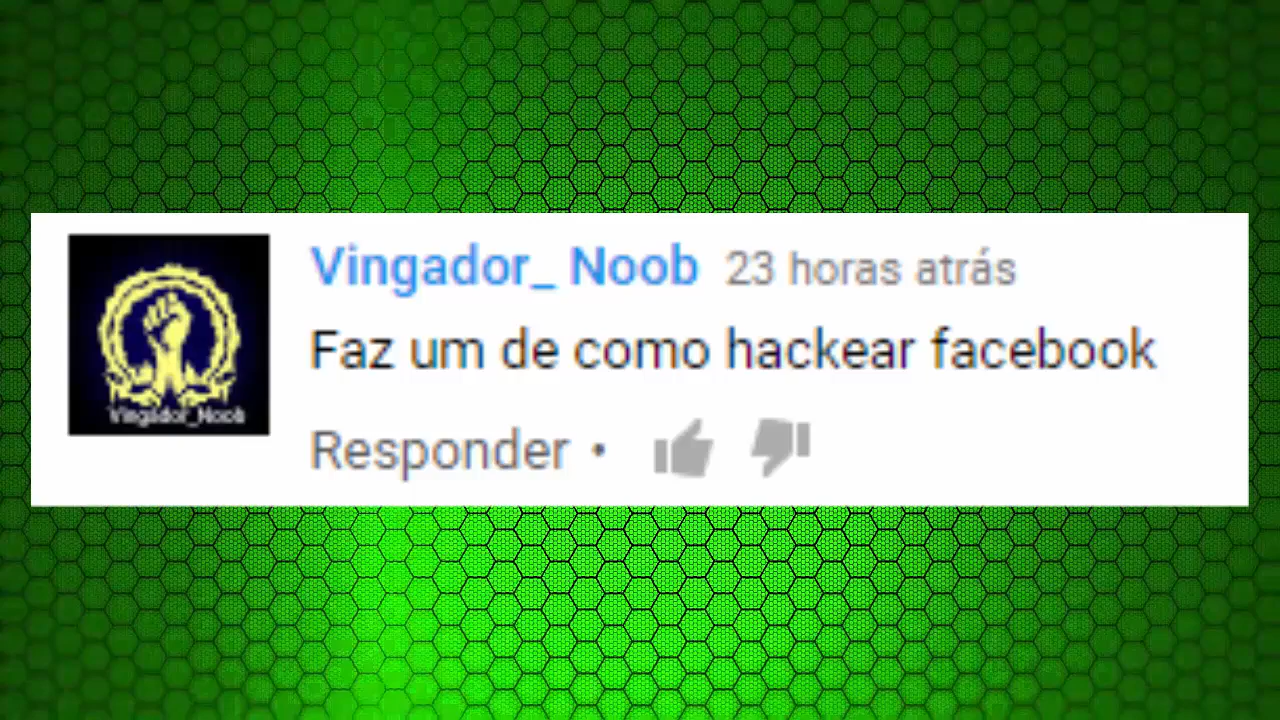 Vingador_ Noob 23 horas atrás
Faz um de como hackear facebook
Vingador_Noob
Responder •